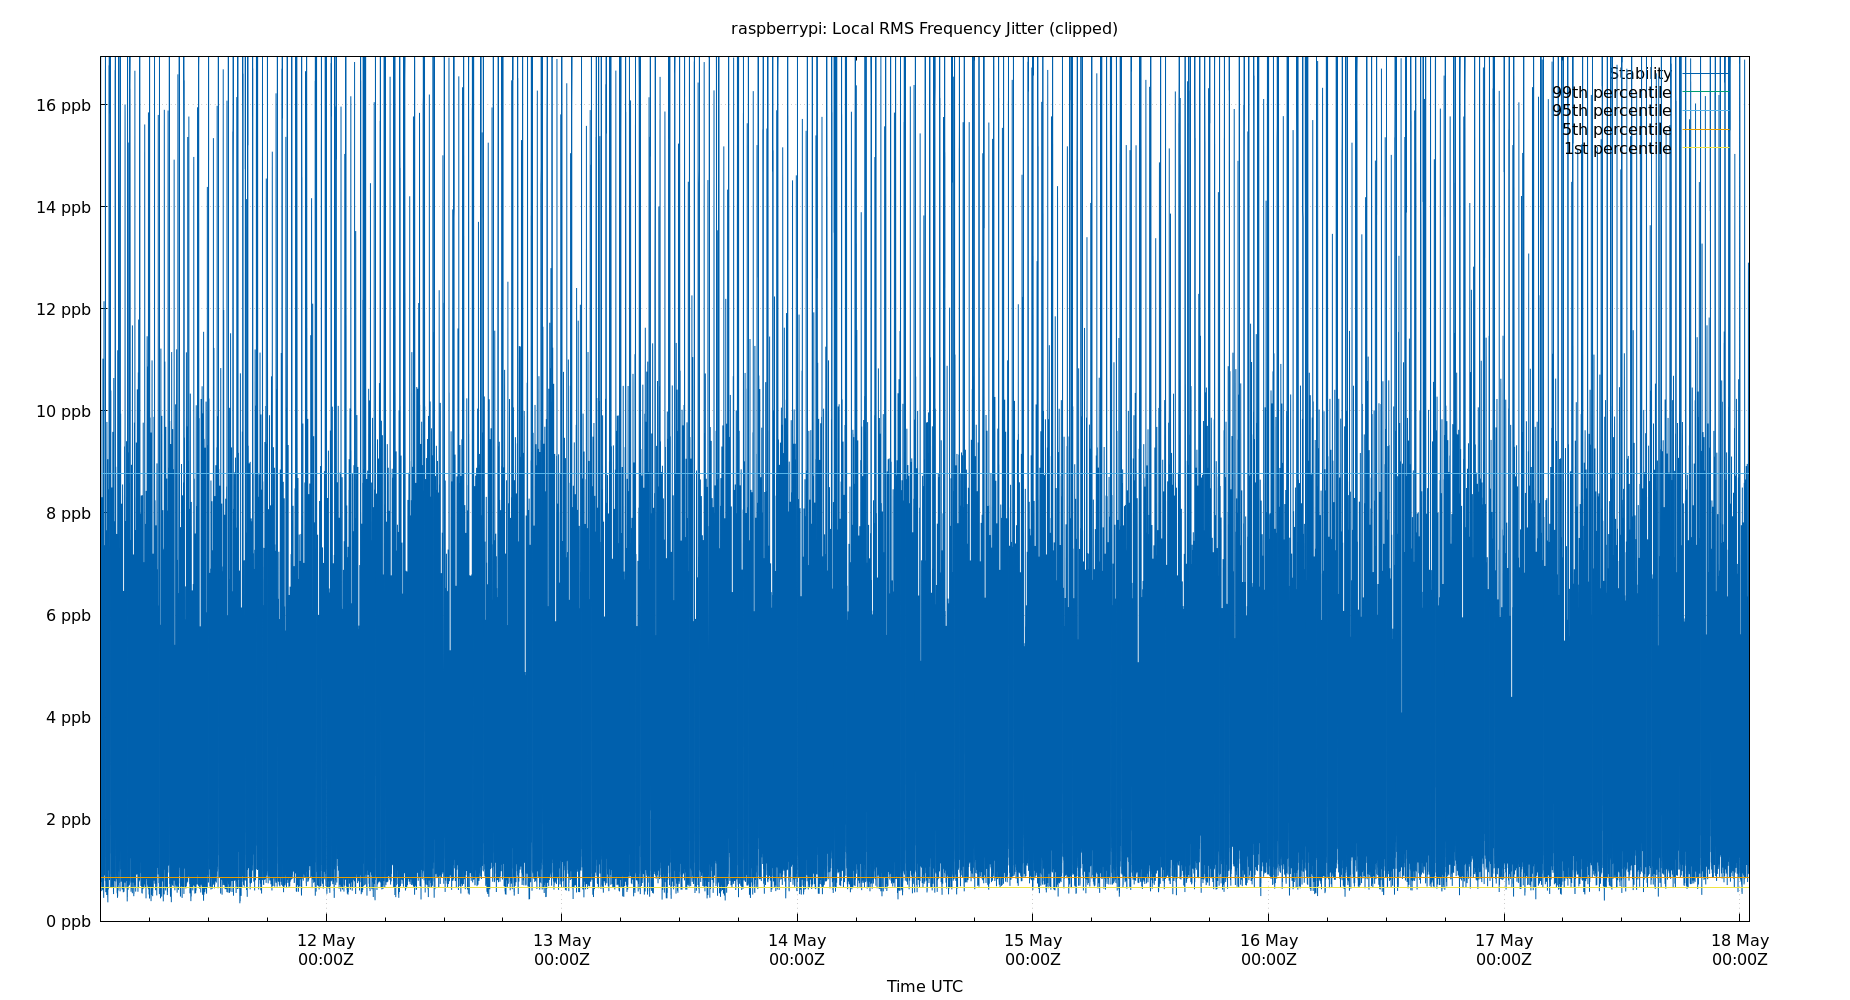 raspberrypi: Local RMS Frequency Jitter (clipped)
Stability
99th percentile
95th percentile
5th percentile
1st percentile
16 ppb
14 ppb
12 ppb
10 ppb
8 ppb
6 ppb
4 ppb
2 ppb
0 ppb
12 May
00:00Z
13 May
00:00Z
14 May
00:00Z
15 May
00:00Z
16 May
00:00Z
17 May
00:00Z
18 May
00:00Z
Time UTC